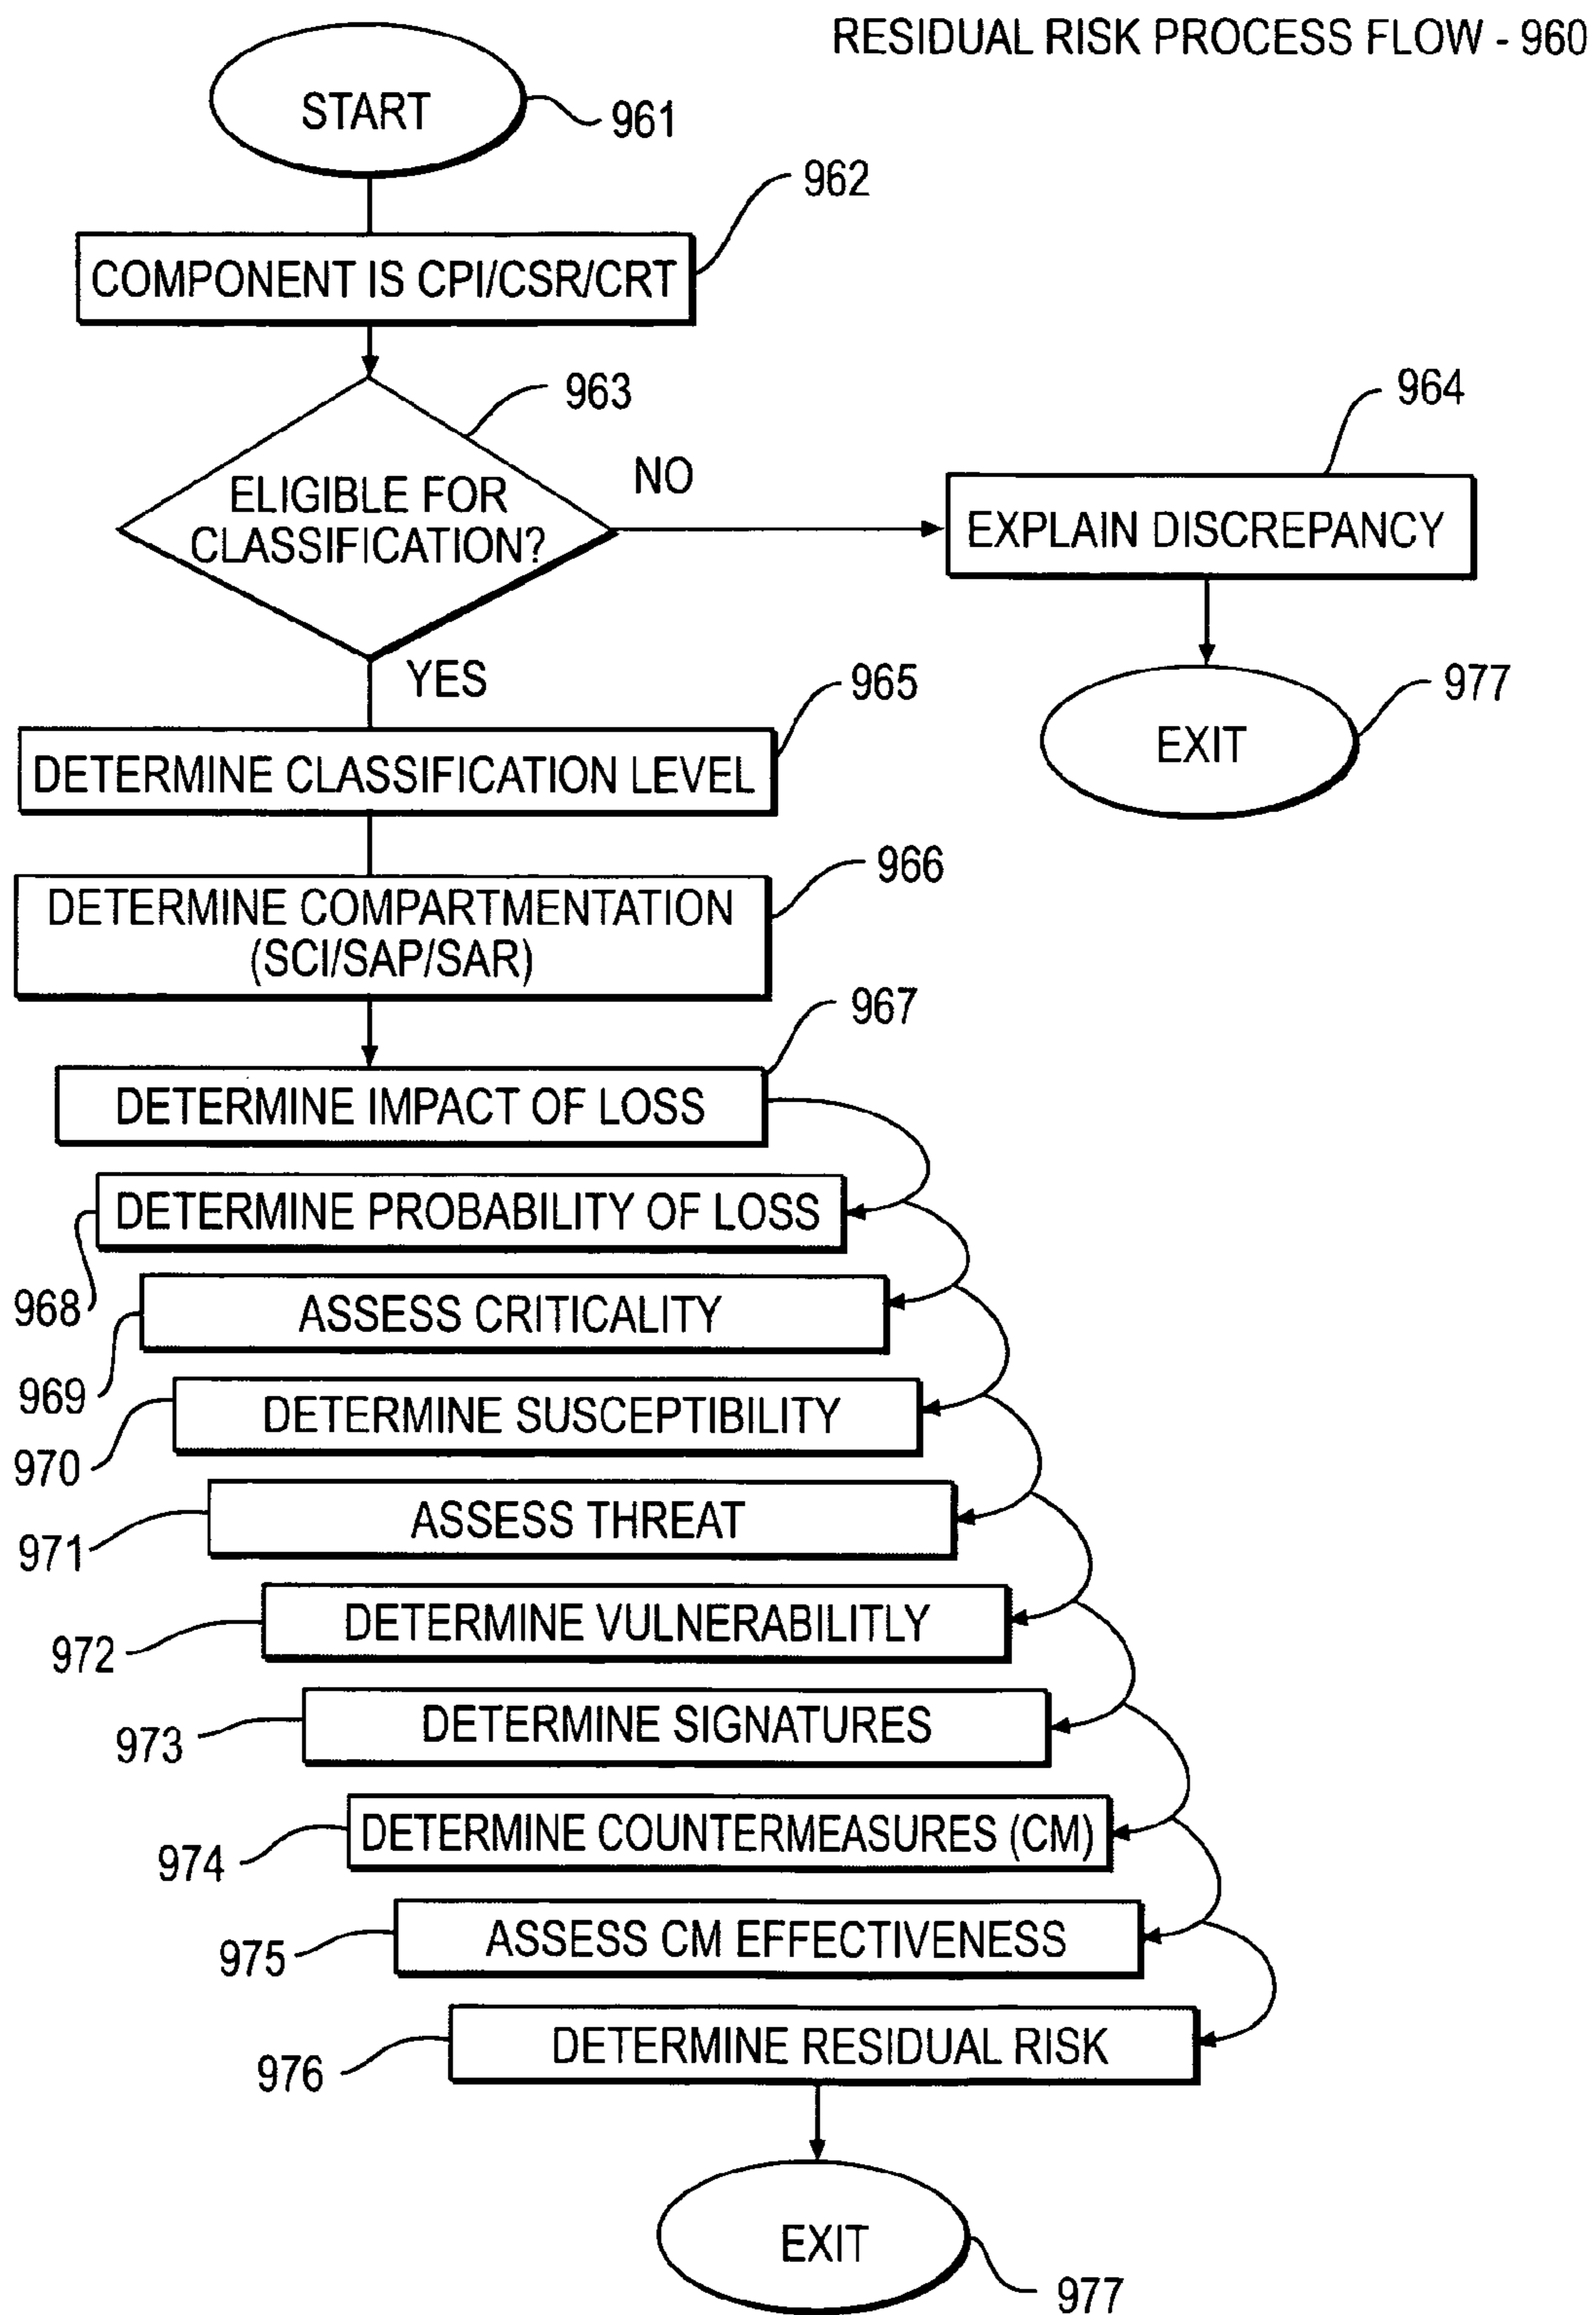 RESIDUAL RISK PROCESS FLOW - 960
START
961
962
COMPONENT IS CPI/CSR/CRT
963
ELIGIBLE FOR
CLASSIFICATION?
NO
964
EXPLAIN DISCREPANCY
977
EXIT
YES
965
DETERMINE CLASSIFICATION LEVEL
966
DETERMINE COMPARTMENTATION
(SCI/SAP/SAR)
967
DETERMINE IMPACT OF LOSS
DETERMINE PROBABILITY OF LOSS
968
ASSESS CRITICALITY
969
DETERMINE SUSCEPTIBILITY
970
ASSESS THREAT
971
DETERMINE VULNERABILITLY
972
DETERMINE SIGNATURES
973
DETERMINE COUNTERMEASURES (CM)
974
ASSESS CM EFFECTIVENESS
975
DETERMINE RESIDUAL RISK
976
EXIT
977